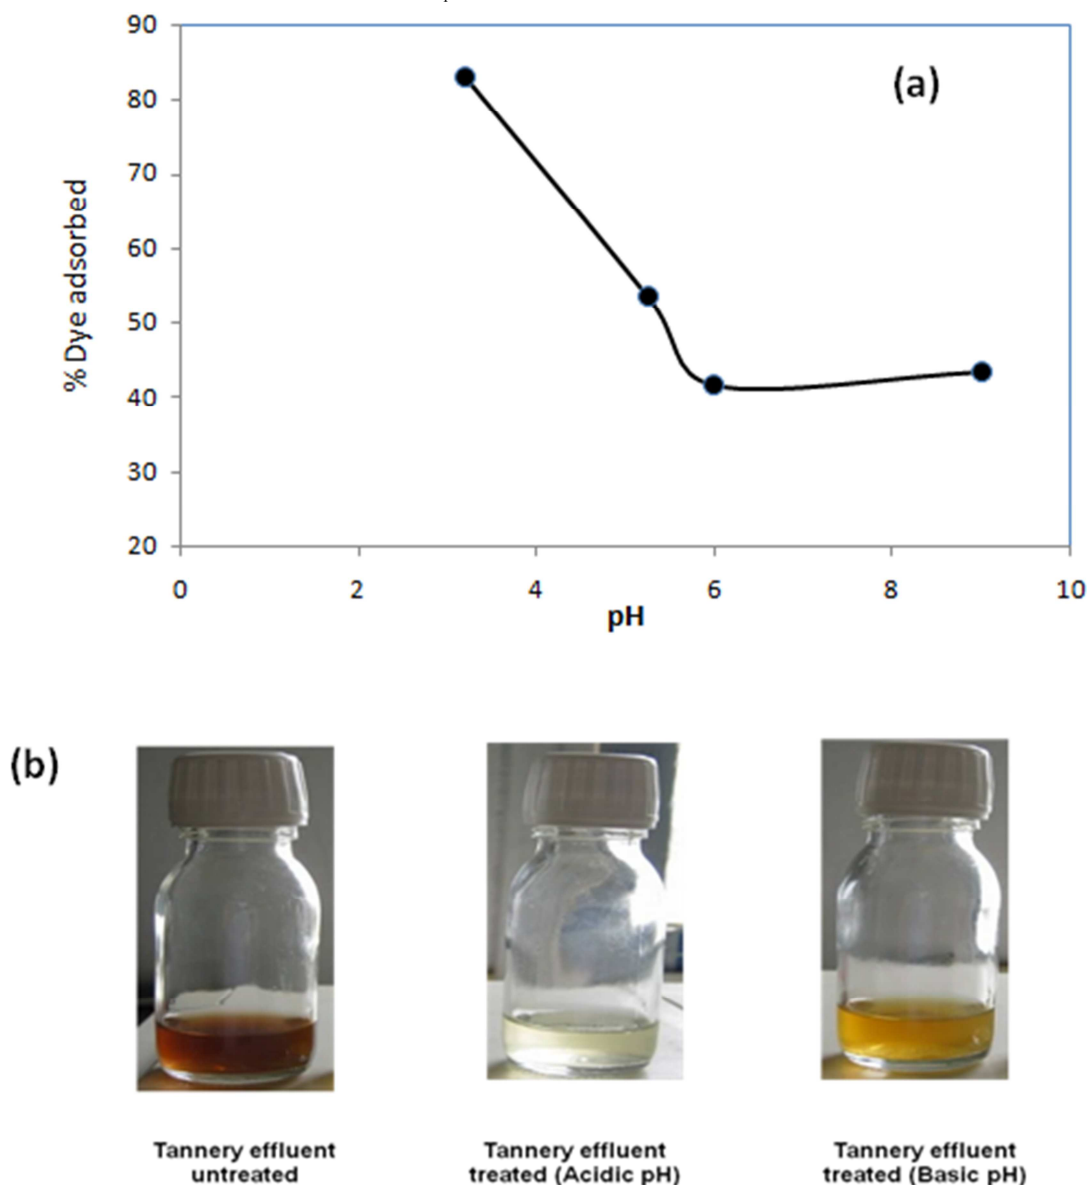 90
(a)
80
70
60
50
40
30
20
% Dye adsorbed
0 2 4 6 8 10
pH
(b)
Tannery effluent
untreated
Tannery effluent
treated (Acidic pH)
Tannery effluent
treated (Basic pH)